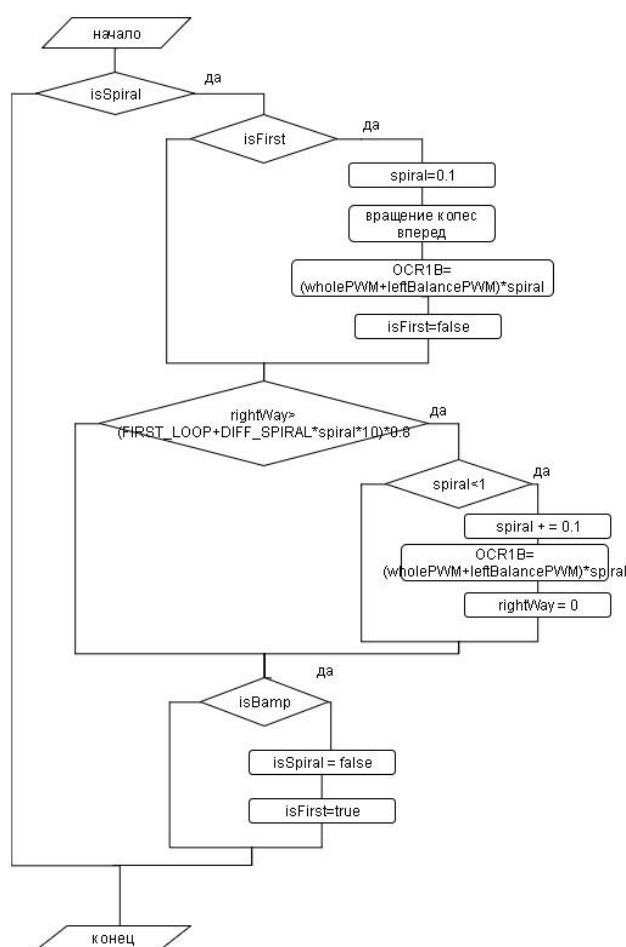 начало
да
isSpiral
да
isFirst
spiral=0.1
вращение колес
вперед
OCR1B=
(wholePWM+leftBalancePWM)*spiral
isFirst=false
да
rightWay>
(FIRST_LOOP+DIFF_SPIRAL*spiral*10)*0.8
да
spiral<1
spiral + = 0.1
OCR1B=
(wholePWM+leftBalancePWM)*spiral
rightWay = 0
да
isBamp
isSpiral = false
isFirst=true
конец